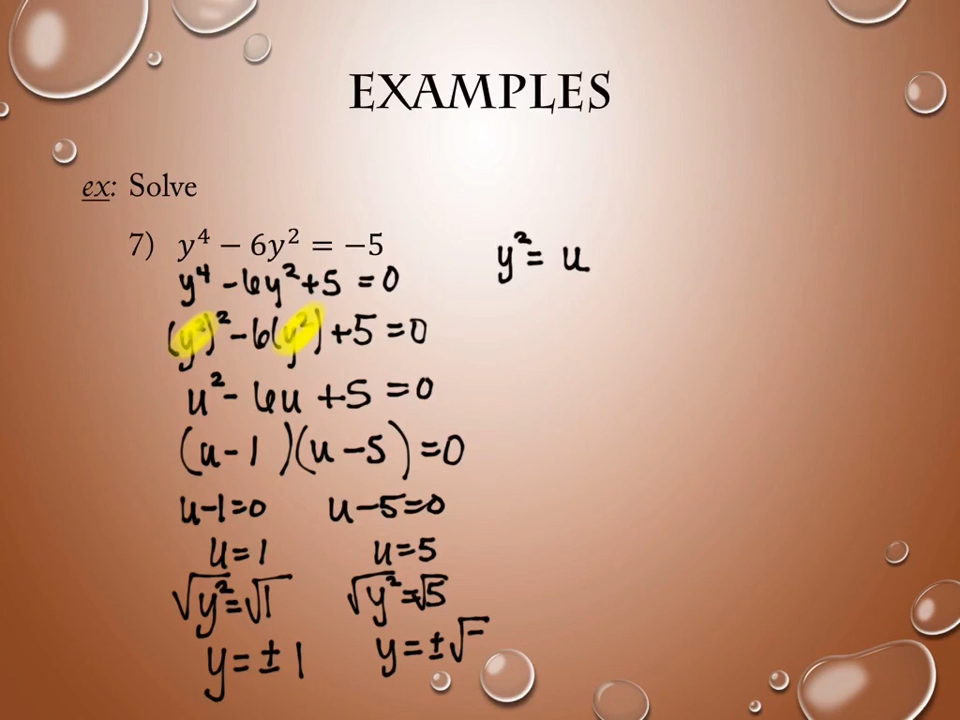 EXAMPLES
ex: Solve
7) y⁴ − 6y² = −5
y² = u
y⁴ - 6y² + 5 = 0
(y²)² - 6(y²) + 5 = 0
u² - 6u + 5 = 0
(u - 1)(u - 5) = 0
u - 1 = 0 u - 5 = 0
u = 1 u = 5
√y² = √1 √y² = √5
y = ± 1 y = ± √